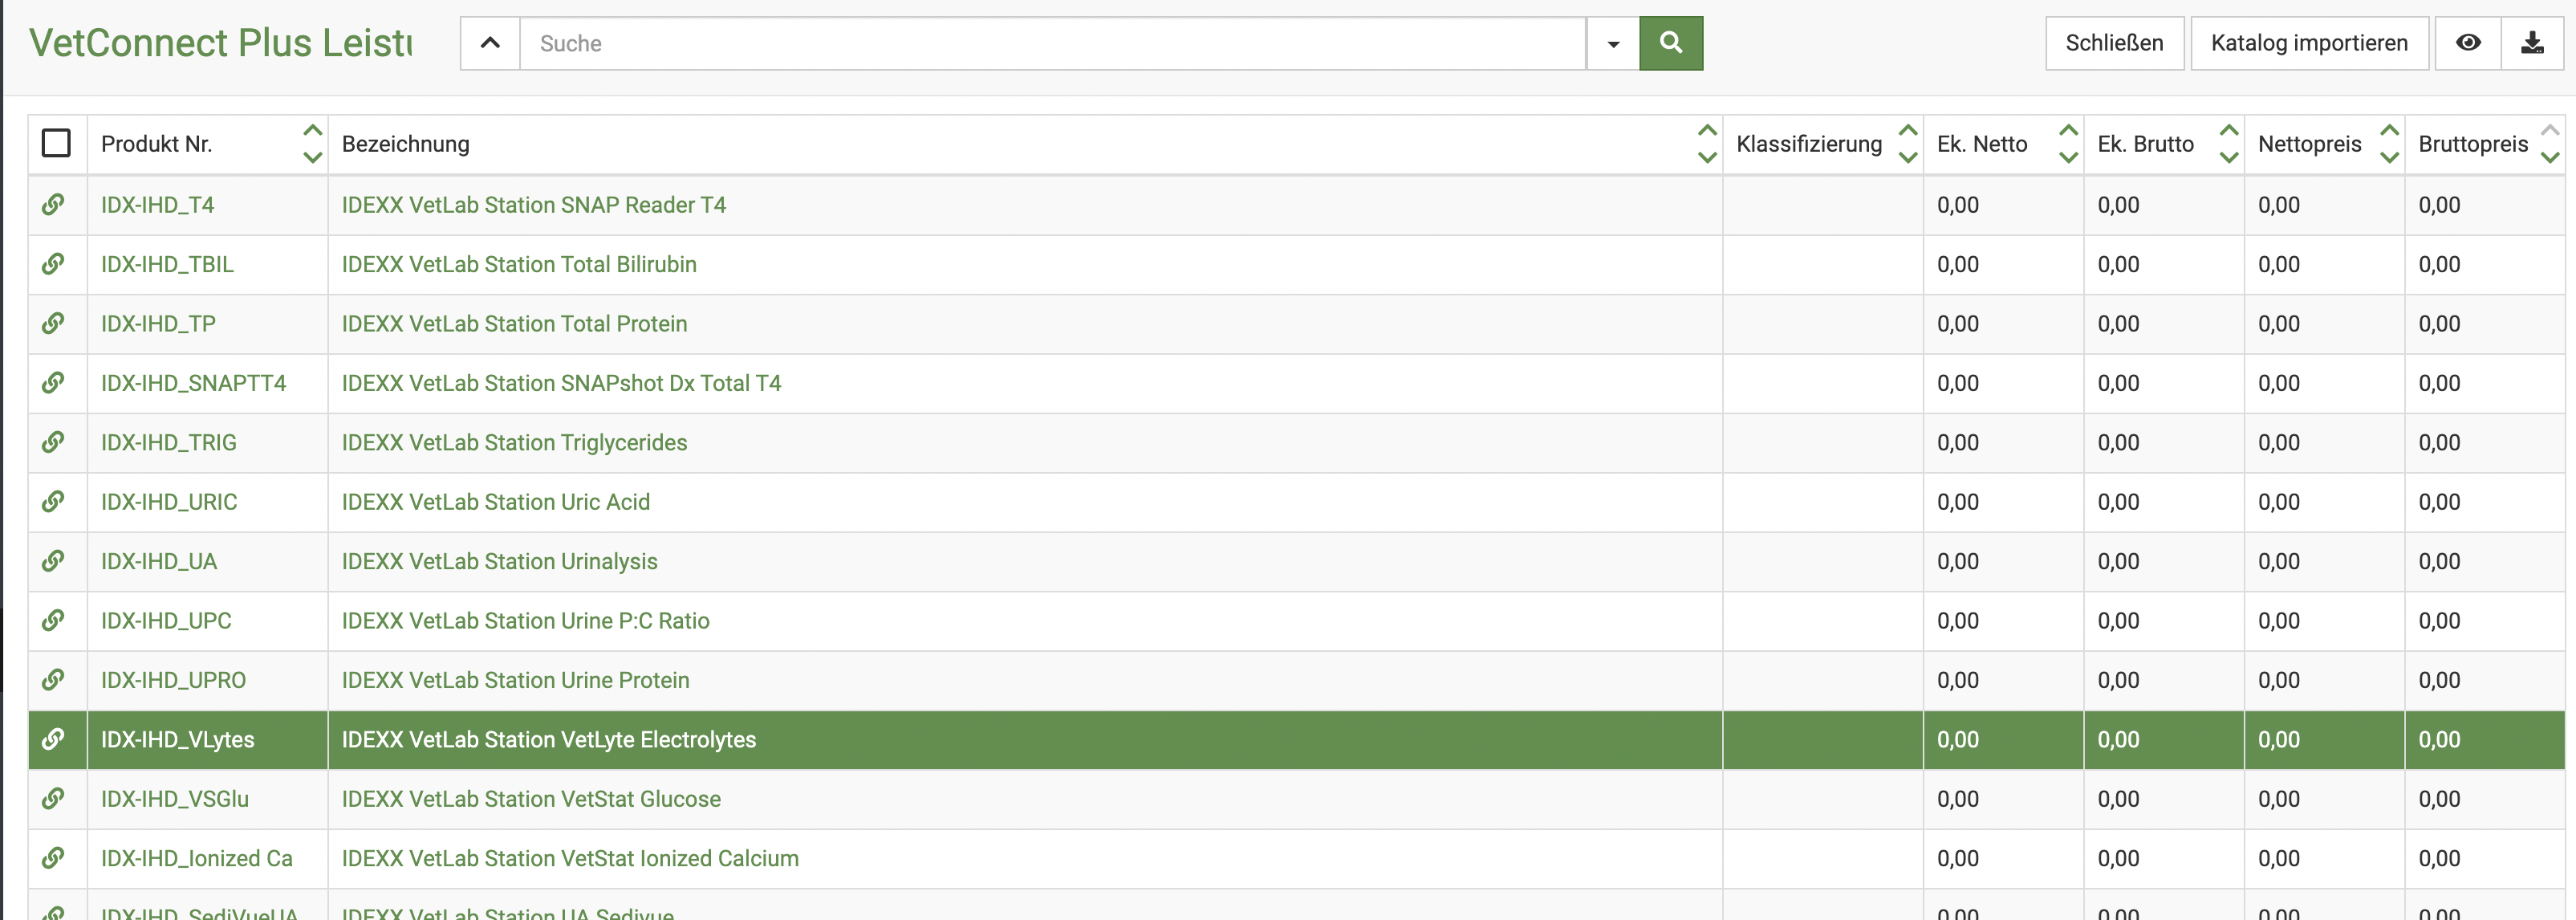 VetConnect Plus Leistu Suche Schließen Katalog importieren
Produkt Nr. Bezeichnung Klassifizierung Ek. Netto Ek. Brutto Nettopreis Bruttopreis
IDX-IHD_T4 IDEXX VetLab Station SNAP Reader T4 0,00 0,00 0,00 0,00
IDX-IHD_TBIL IDEXX VetLab Station Total Bilirubin 0,00 0,00 0,00 0,00
IDX-IHD_TP IDEXX VetLab Station Total Protein 0,00 0,00 0,00 0,00
IDX-IHD_SNAPTT4 IDEXX VetLab Station SNAPshot Dx Total T4 0,00 0,00 0,00 0,00
IDX-IHD_TRIG IDEXX VetLab Station Triglycerides 0,00 0,00 0,00 0,00
IDX-IHD_URIC IDEXX VetLab Station Uric Acid 0,00 0,00 0,00 0,00
IDX-IHD_UA IDEXX VetLab Station Urinalysis 0,00 0,00 0,00 0,00
IDX-IHD_UPC IDEXX VetLab Station Urine P:C Ratio 0,00 0,00 0,00 0,00
IDX-IHD_UPRO IDEXX VetLab Station Urine Protein 0,00 0,00 0,00 0,00
IDX-IHD_VLytes IDEXX VetLab Station VetLyte Electrolytes 0,00 0,00 0,00 0,00
IDX-IHD_VSGlu IDEXX VetLab Station VetStat Glucose 0,00 0,00 0,00 0,00
IDX-IHD_Ionized Ca IDEXX VetLab Station VetStat Ionized Calcium 0,00 0,00 0,00 0,00
IDX-IHD_SediVueUA IDEXX VetLab Station UA Sedivue 0,00 0,00 0,00 0,00